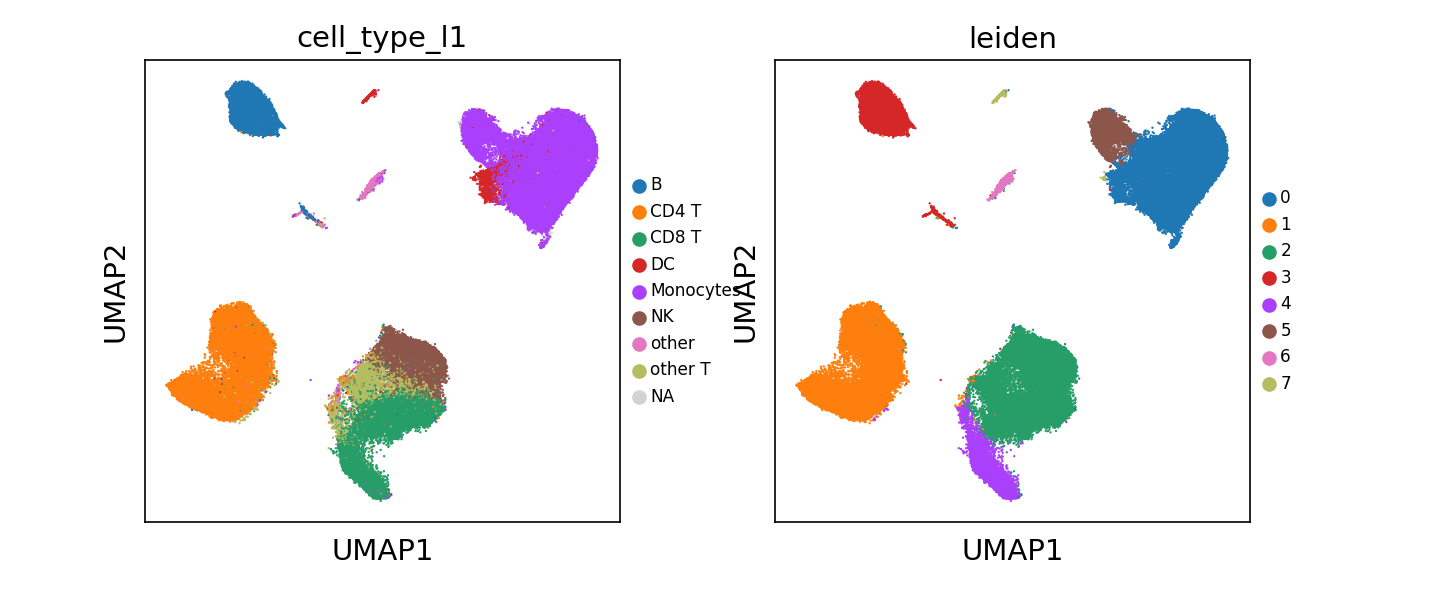 cell_type_l1
UMAP2
UMAP1
B
CD4 T
CD8 T
DC
Monocytes
NK
other
other T
NA
leiden
UMAP2
UMAP1
0
1
2
3
4
5
6
7